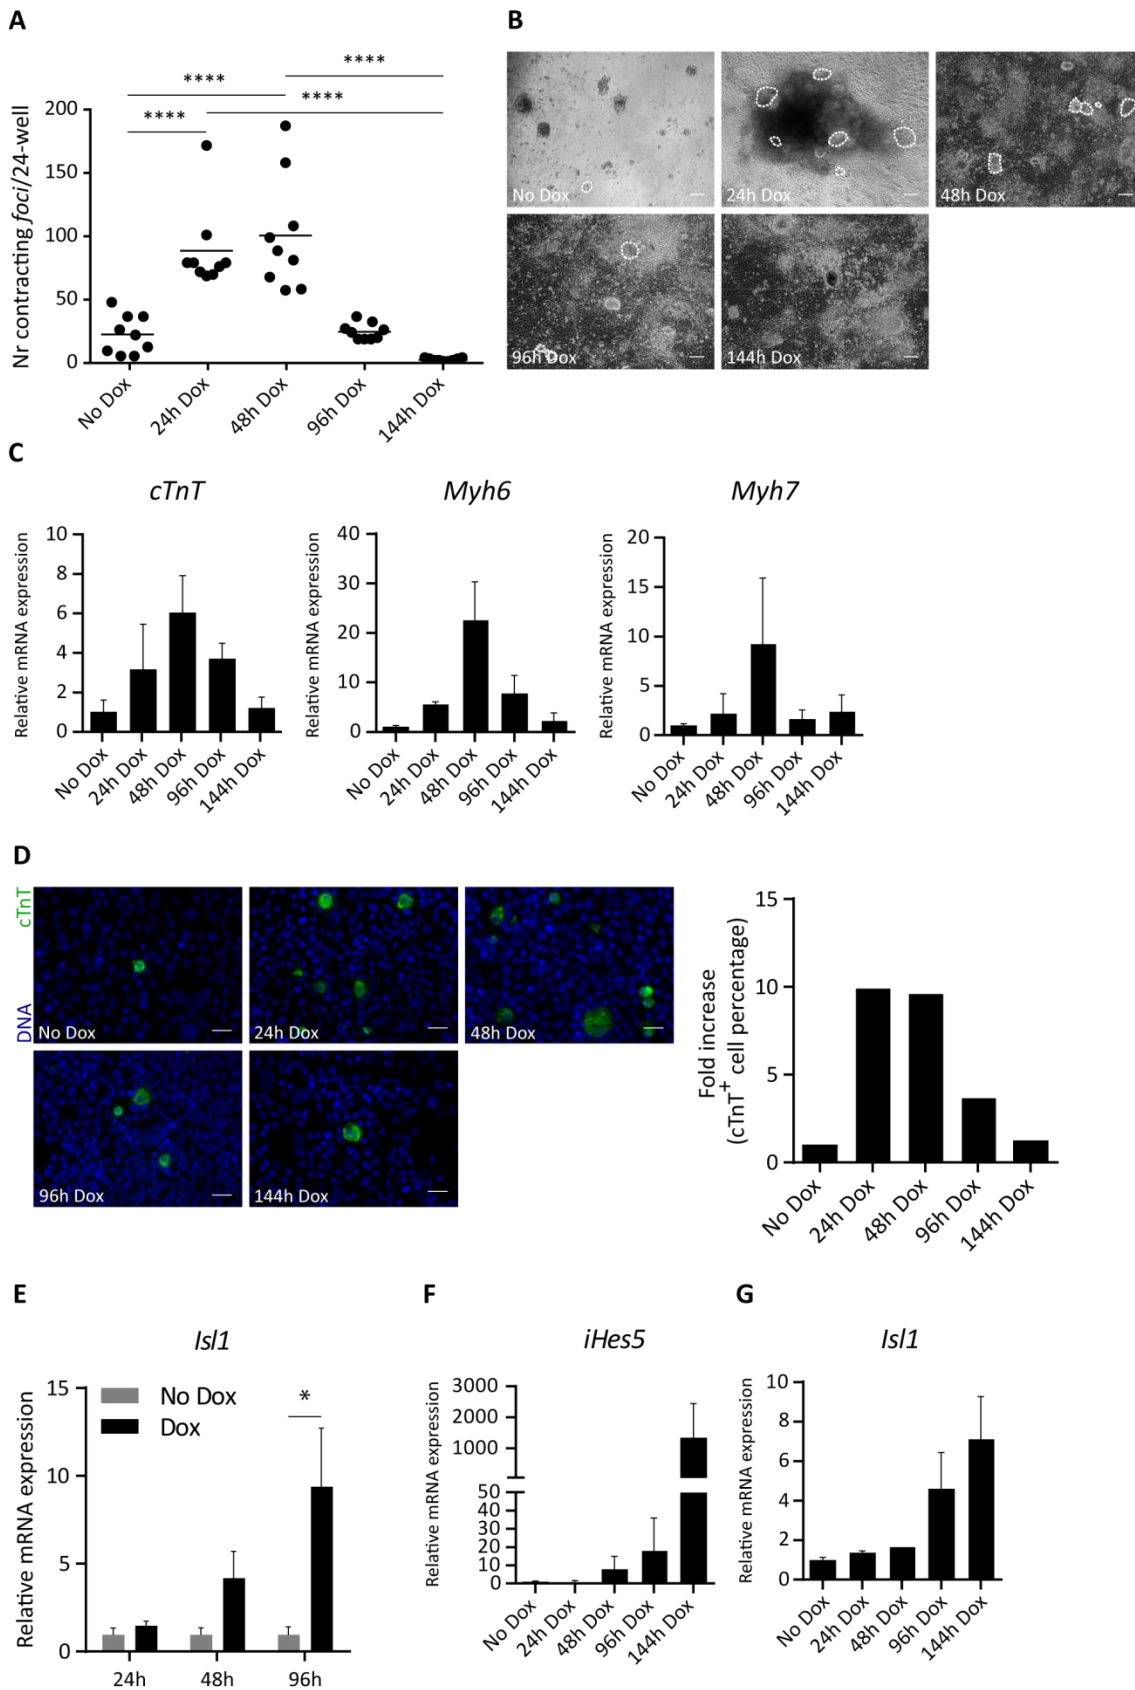 A
****
****
****
****
Nr contracting foci/24-well
200
150
100
50
0
No Dox
24h Dox
48h Dox
96h Dox
144h Dox
B
No Dox
24h Dox
48h Dox
96h Dox
144h Dox
C
cTnT
Relative mRNA expression
10
8
6
4
2
0
No Dox
24h Dox
48h Dox
96h Dox
144h Dox
Myh6
Relative mRNA expression
40
30
20
10
0
No Dox
24h Dox
48h Dox
96h Dox
144h Dox
Myh7
Relative mRNA expression
20
15
10
5
0
No Dox
24h Dox
48h Dox
96h Dox
144h Dox
D
cTnT
DNA
No Dox
24h Dox
48h Dox
96h Dox
144h Dox
Fold increase
(cTnT+ cell percentage)
15
10
5
0
No Dox
24h Dox
48h Dox
96h Dox
144h Dox
E
Isl1
Relative mRNA expression
15
10
5
0
No Dox
Dox
*
24h
48h
96h
F
iHes5
Relative mRNA expression
3000
2000
1000
50
40
30
20
10
0
No Dox
24h Dox
48h Dox
96h Dox
144h Dox
G
Isl1
Relative mRNA expression
10
8
6
4
2
0
No Dox
24h Dox
48h Dox
96h Dox
144h Dox